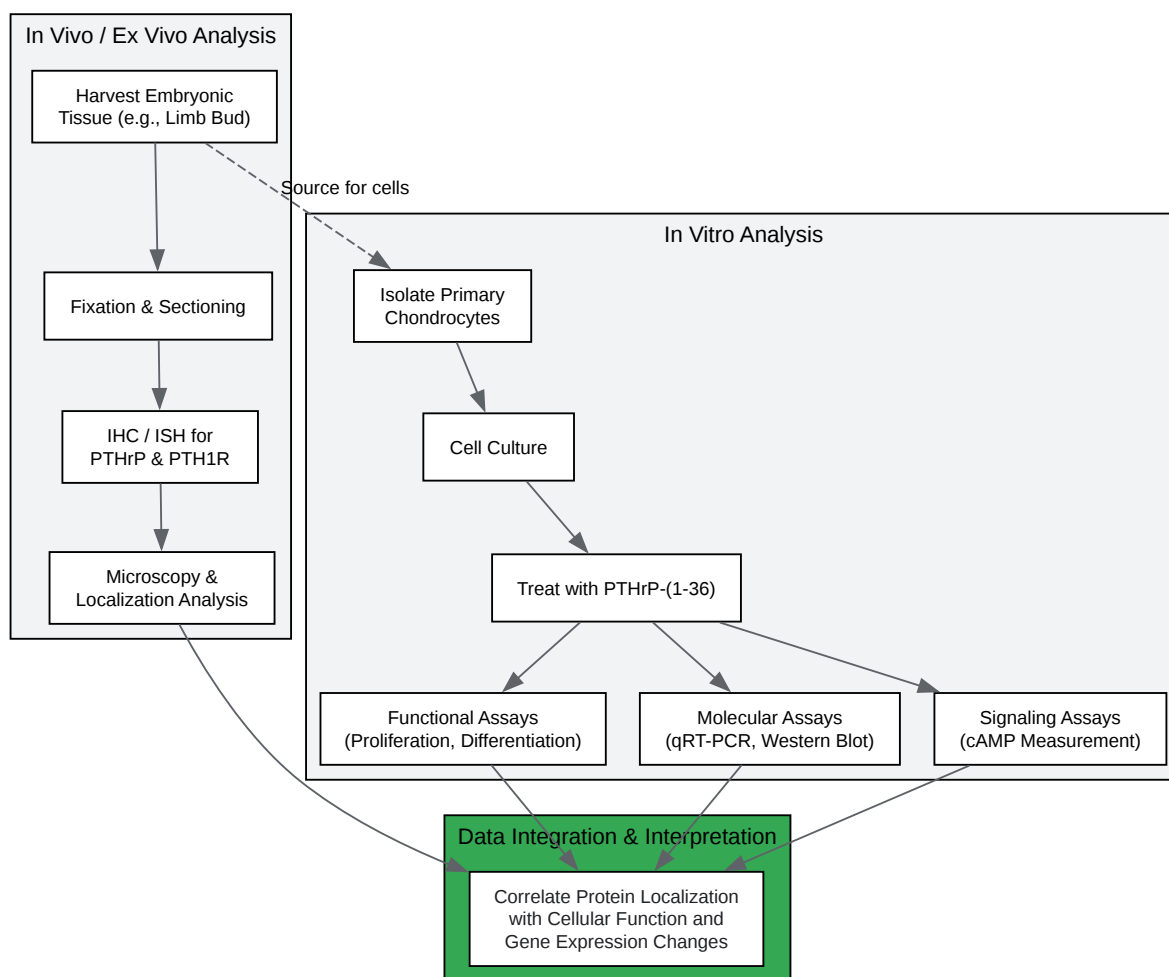 In Vivo / Ex Vivo Analysis
Harvest Embryonic
Tissue (e.g., Limb Bud)
Source for cells
In Vitro Analysis
Isolate Primary
Chondrocytes
Fixation & Sectioning
IHC / ISH for
PTHrP & PTH1R
Cell Culture
Microscopy &
Localization Analysis
Treat with PTHrP-(1-36)
Functional Assays
(Proliferation, Differentiation)
Molecular Assays
(qRT-PCR, Western Blot)
Signaling Assays
(cAMP Measurement)
Data Integration & Interpretation
Correlate Protein Localization
with Cellular Function and
Gene Expression Changes